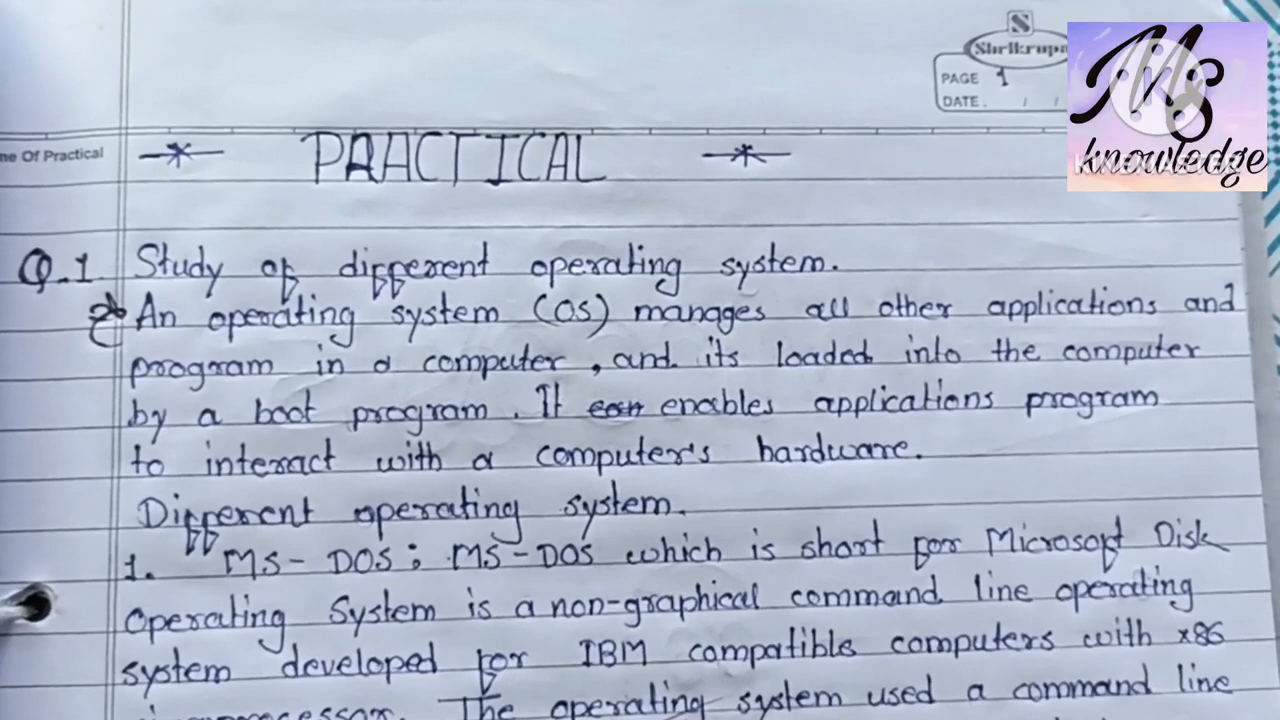 Shrikrupa
PAGE 1
DATE. / /
ne Of Practical
PRACTICAL
MS
knowledge
Q.1 Study of different operating system.
An operating system (OS) manages all other applications and
program in a computer, and its loaded into the computer
by a boot program. It enables applications program
to interact with a computer's hardware.
Different operating system.
1. MS-DOS: MS-DOS which is short for Microsoft Disk
Operating System is a non-graphical command line operating
system developed for IBM compatible computers with x86
The operating system used a command line